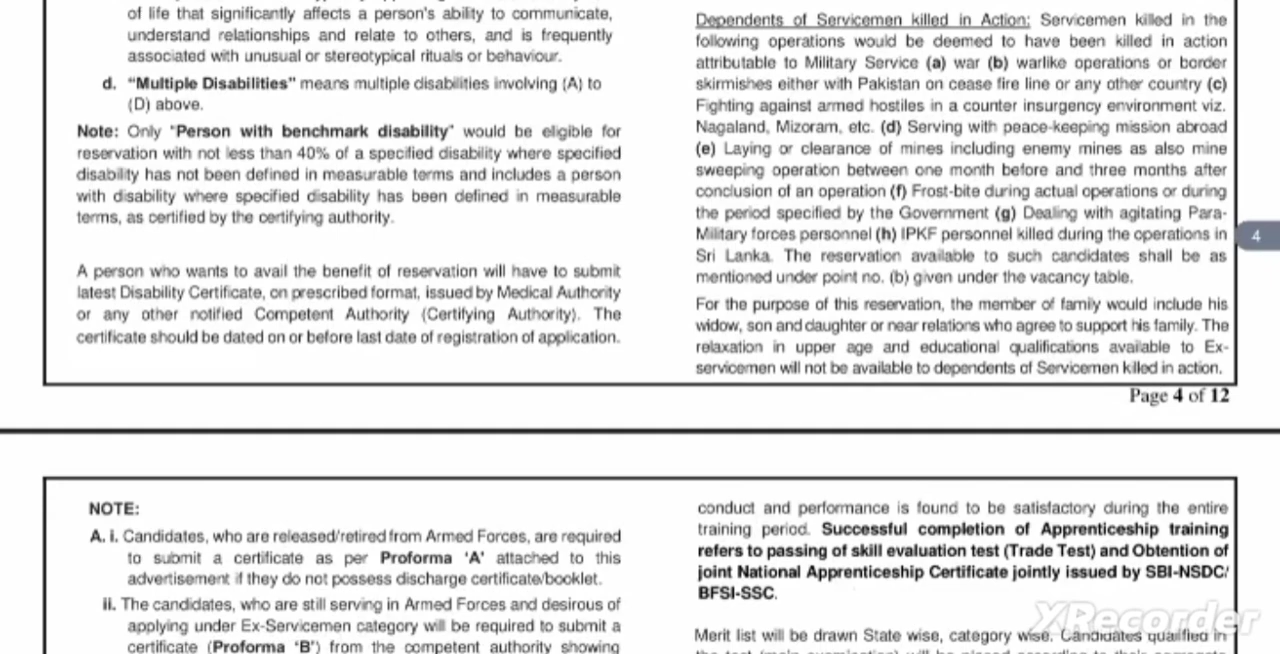 of life that significantly affects a person's ability to communicate,
understand relationships and relate to others, and is frequently
associated with unusual or stereotypical rituals or behaviour.
d. "Multiple Disabilities" means multiple disabilities involving (A) to
(D) above.
Note: Only "Person with benchmark disability" would be eligible for
reservation with not less than 40% of a specified disability where specified
disability has not been defined in measurable terms and includes a person
with disability where specified disability has been defined in measurable
terms, as certified by the certifying authority.
A person who wants to avail the benefit of reservation will have to submit
latest Disability Certificate, on prescribed format, issued by Medical Authority
or any other notified Competent Authority (Certifying Authority). The
certificate should be dated on or before last date of registration of application.
Dependents of Servicemen killed in Action: Servicemen killed in the
following operations would be deemed to have been killed in action
attributable to Military Service (a) war (b) warlike operations or border
skirmishes either with Pakistan on cease fire line or any other country (c)
Fighting against armed hostiles in a counter insurgency environment viz.
Nagaland, Mizoram, etc. (d) Serving with peace-keeping mission abroad
(e) Laying or clearance of mines including enemy mines as also mine
sweeping operation between one month before and three months after
conclusion of an operation (f) Frost-bite during actual operations or during
the period specified by the Government (g) Dealing with agitating Para-
Military forces personnel (h) IPKF personnel killed during the operations in
Sri Lanka. The reservation available to such candidates shall be as
mentioned under point no. (b) given under the vacancy table.
For the purpose of this reservation, the member of family would include his
widow, son and daughter or near relations who agree to support his family. The
relaxation in upper age and educational qualifications available to Ex-
servicemen will not be available to dependents of Servicemen killed in action.
4
Page 4 of 12
NOTE:
A. i. Candidates, who are released/retired from Armed Forces, are required
to submit a certificate as per Proforma 'A' attached to this
advertisement if they do not possess discharge certificate/booklet.
ii. The candidates, who are still serving in Armed Forces and desirous of
applying under Ex-Servicemen category will be required to submit a
certificate (Proforma 'B') from the competent authority showing
conduct and performance is found to be satisfactory during the entire
training period. Successful completion of Apprenticeship training
refers to passing of skill evaluation test (Trade Test) and Obtention of
joint National Apprenticeship Certificate jointly issued by SBI-NSDC/
BFSI-SSC.
Merit list will be drawn State wise, category wise. Candidates qualified in
XRecorder